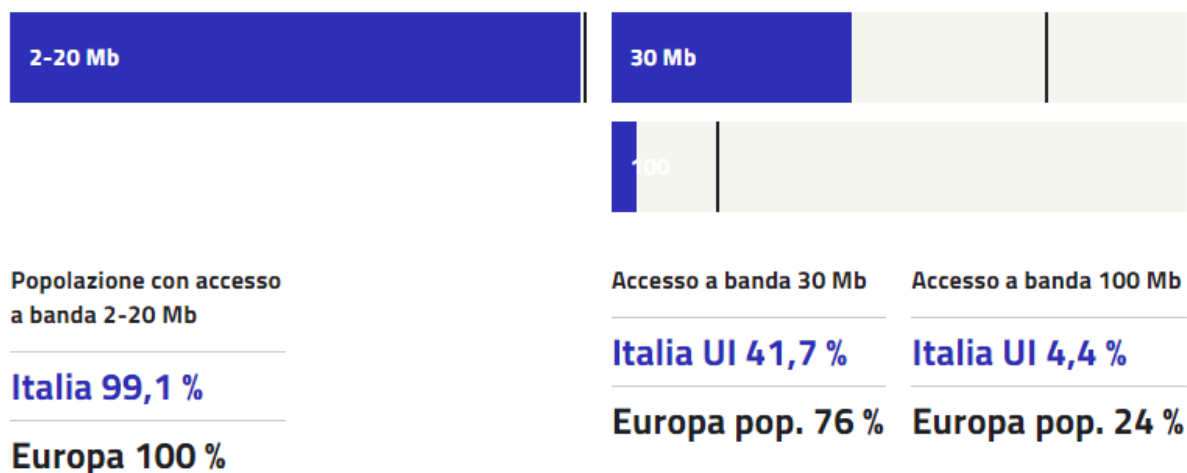 2-20 Mb
30 Mb
100
Popolazione con accesso
a banda 2-20 Mb
Italia 99,1 %
Europa 100 %
Accesso a banda 30 Mb
Italia UI 41,7 %
Europa pop. 76 %
Accesso a banda 100 Mb
Italia UI 4,4 %
Europa pop. 24 %